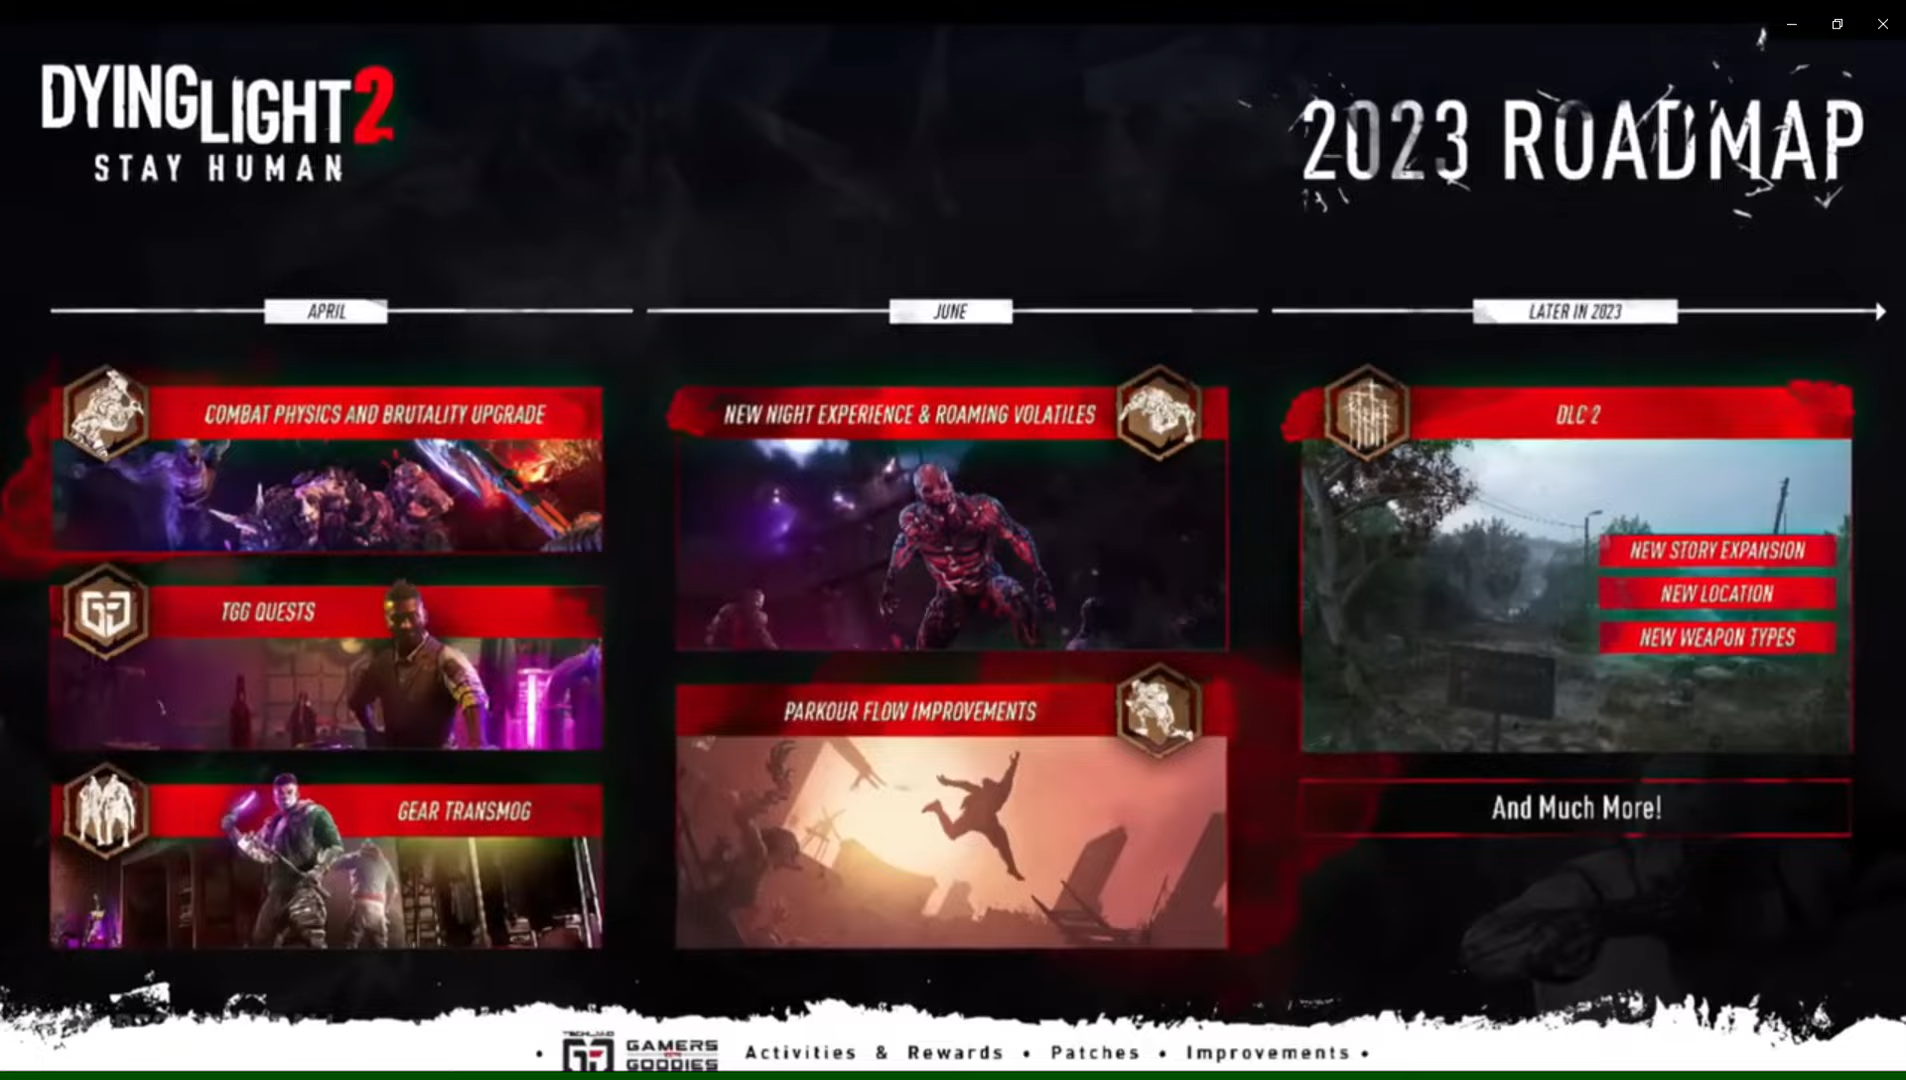 DYING LIGHT 2
STAY HUMAN
2023 ROADMAP
APRIL
JUNE
LATER IN 2023
COMBAT PHYSICS AND BRUTALITY UPGRADE
TGG QUESTS
GEAR TRANSMOG
NEW NIGHT EXPERIENCE & ROAMING VOLATILES
PARKOUR FLOW IMPROVEMENTS
DLC 2
NEW STORY EXPANSION
NEW LOCATION
NEW WEAPON TYPES
And Much More!
TECHLAND
GAMERS
GOODIES
Activities & Rewards • Patches • Improvements •